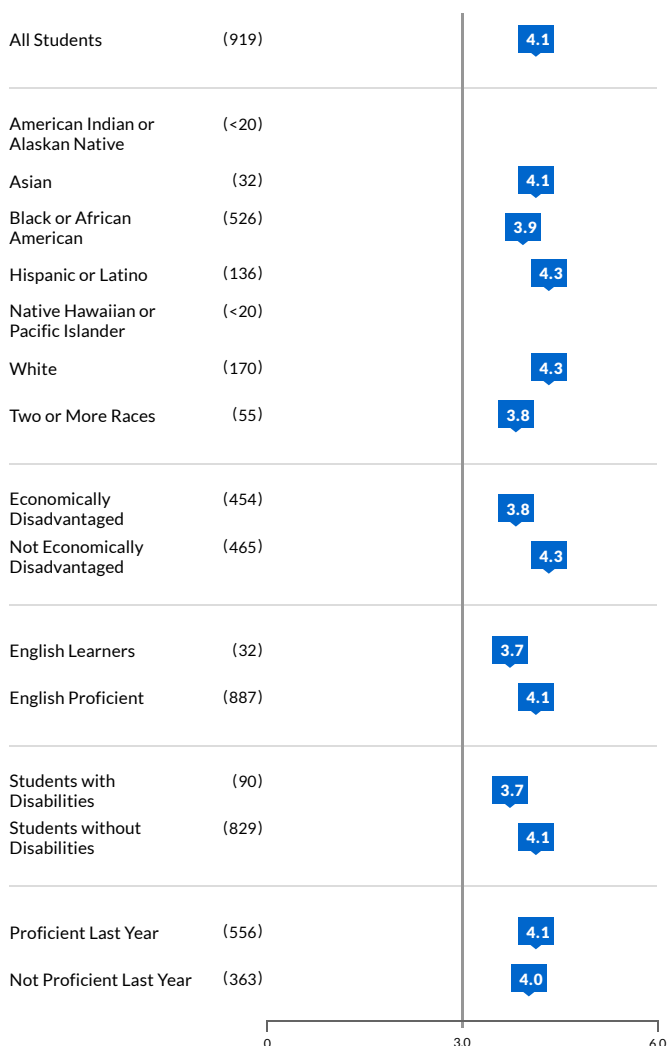 All Students (919) 4.1
American Indian or (<20)
Alaskan Native
Asian (32) 4.1
Black or African (526)
American 3.9
Hispanic or Latino (136) 4.3
Native Hawaiian or (<20)
Pacific Islander
White (170) 4.3
Two or More Races (55) 3.8
Economically (454)
Disadvantaged 3.8
Not Economically (465)
Disadvantaged 4.3
English Learners (32) 3.7
English Proficient (887) 4.1
Students with (90)
Disabilities 3.7
Students without (829)
Disabilities 4.1
Proficient Last Year (556) 4.1
Not Proficient Last Year (363) 4.0
0 3.0 6.0